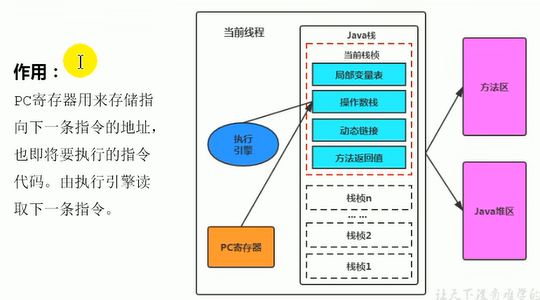 作用：
PC寄存器用来存储指
向下一条指令的地址，
也即将要执行的指令
代码。由执行引擎读
取下一条指令。
当前线程
Java栈
当前栈桢
局部变量表
操作数栈
动态链接
方法返回值
执行
引擎
PC寄存器
栈桢n
... ...
栈桢2
栈桢1
方法区
Java堆区
让天下没有难学的